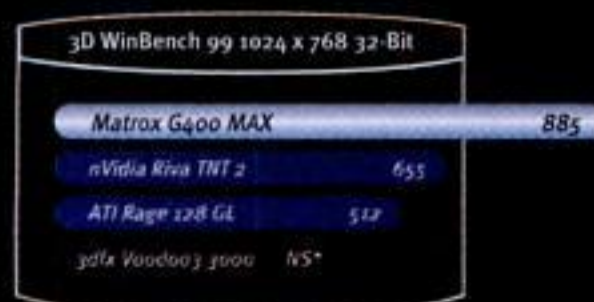 3D WinBench 99 1024 x 768 32-Bit
Matrox G400 MAX 885
nVidia Riva TNT 2 655
ATI Rage 128 GL 512
3dfx Voodoo3 3000 NS*